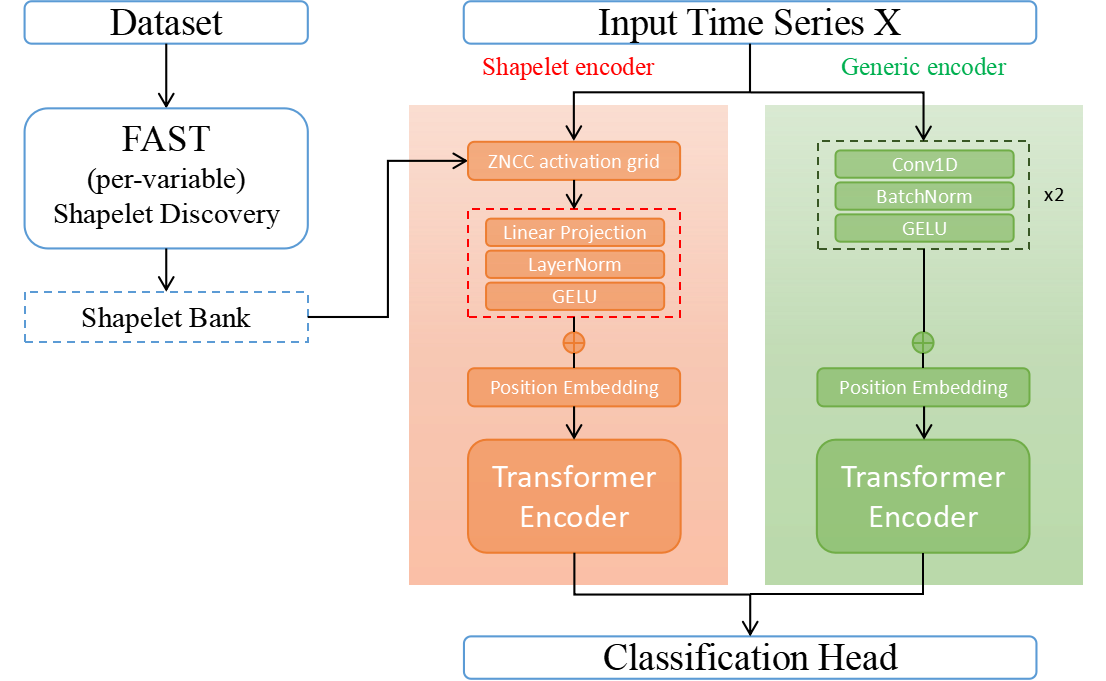 Dataset
FAST
(per-variable)
Shapelet Discovery
Shapelet Bank
Input Time Series X
Shapelet encoder
ZNCC activation grid
Linear Projection
LayerNorm
GELU
Position Embedding
Transformer
Encoder
Generic encoder
Conv1D
BatchNorm
GELU
x2
Position Embedding
Transformer
Encoder
Classification Head